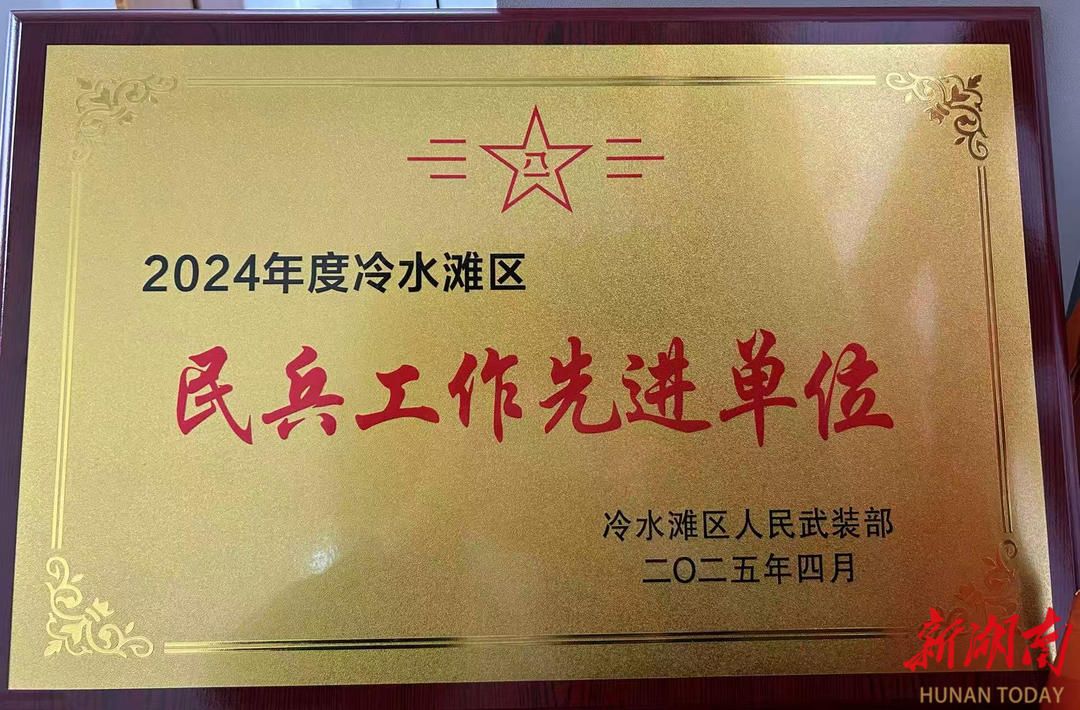 八一
2024年度冷水滩区
民兵工作先进单位
冷水滩区人民武装部
二〇二五年四月
新湖南
HUNAN TODAY